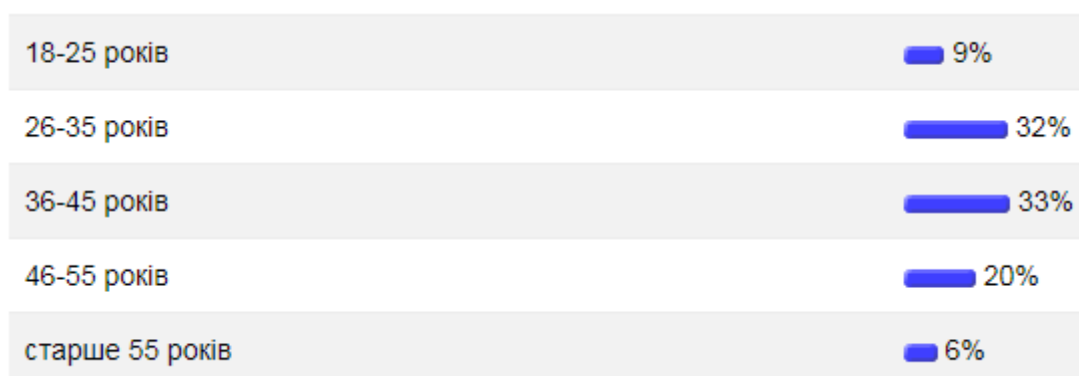 18-25 років 9%
26-35 років 32%
36-45 років 33%
46-55 років 20%
старше 55 років 6%